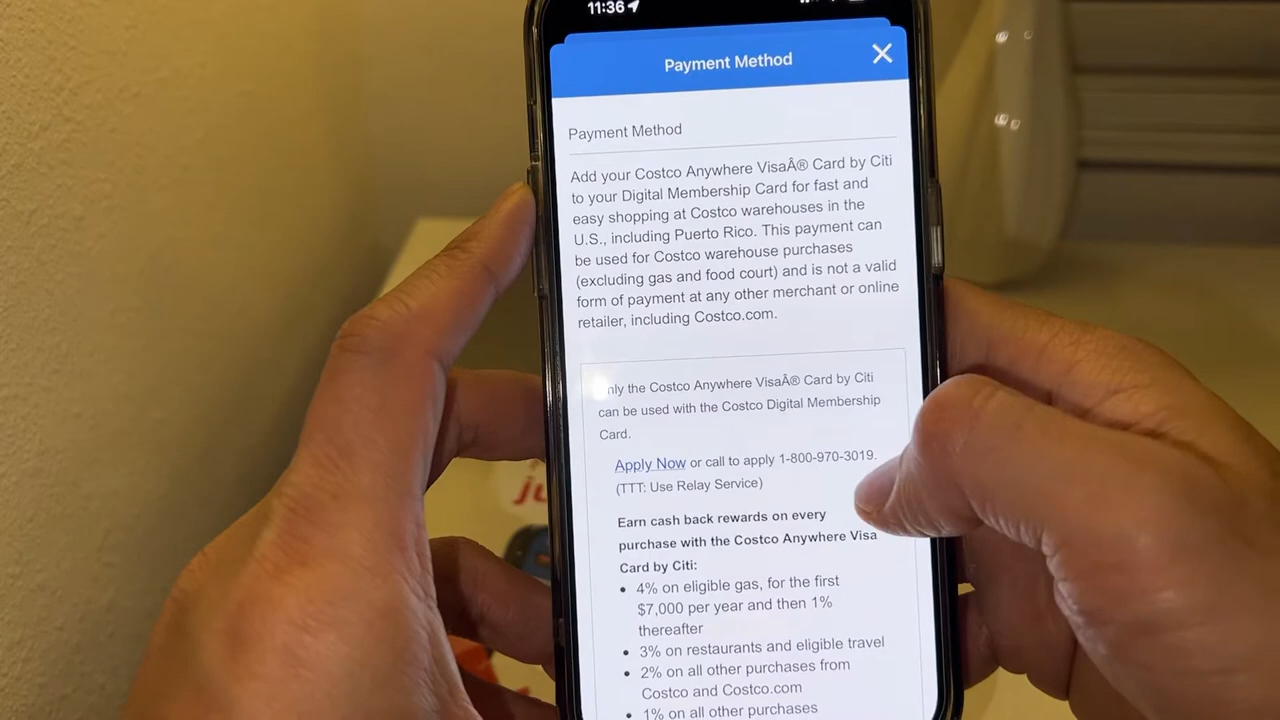 11:36
Payment Method
Payment Method
Add your Costco Anywhere VisaÂ® Card by Citi
to your Digital Membership Card for fast and
easy shopping at Costco warehouses in the
U.S., including Puerto Rico. This payment can
be used for Costco warehouse purchases
(excluding gas and food court) and is not a valid
form of payment at any other merchant or online
retailer, including Costco.com.
Only the Costco Anywhere VisaÂ® Card by Citi
can be used with the Costco Digital Membership
Card.
Apply Now or call to apply 1-800-970-3019.
(TTT: Use Relay Service)
Earn cash back rewards on every
purchase with the Costco Anywhere Visa
Card by Citi:
• 4% on eligible gas, for the first
$7,000 per year and then 1%
thereafter
• 3% on restaurants and eligible travel
• 2% on all other purchases from
Costco and Costco.com
• 1% on all other purchases